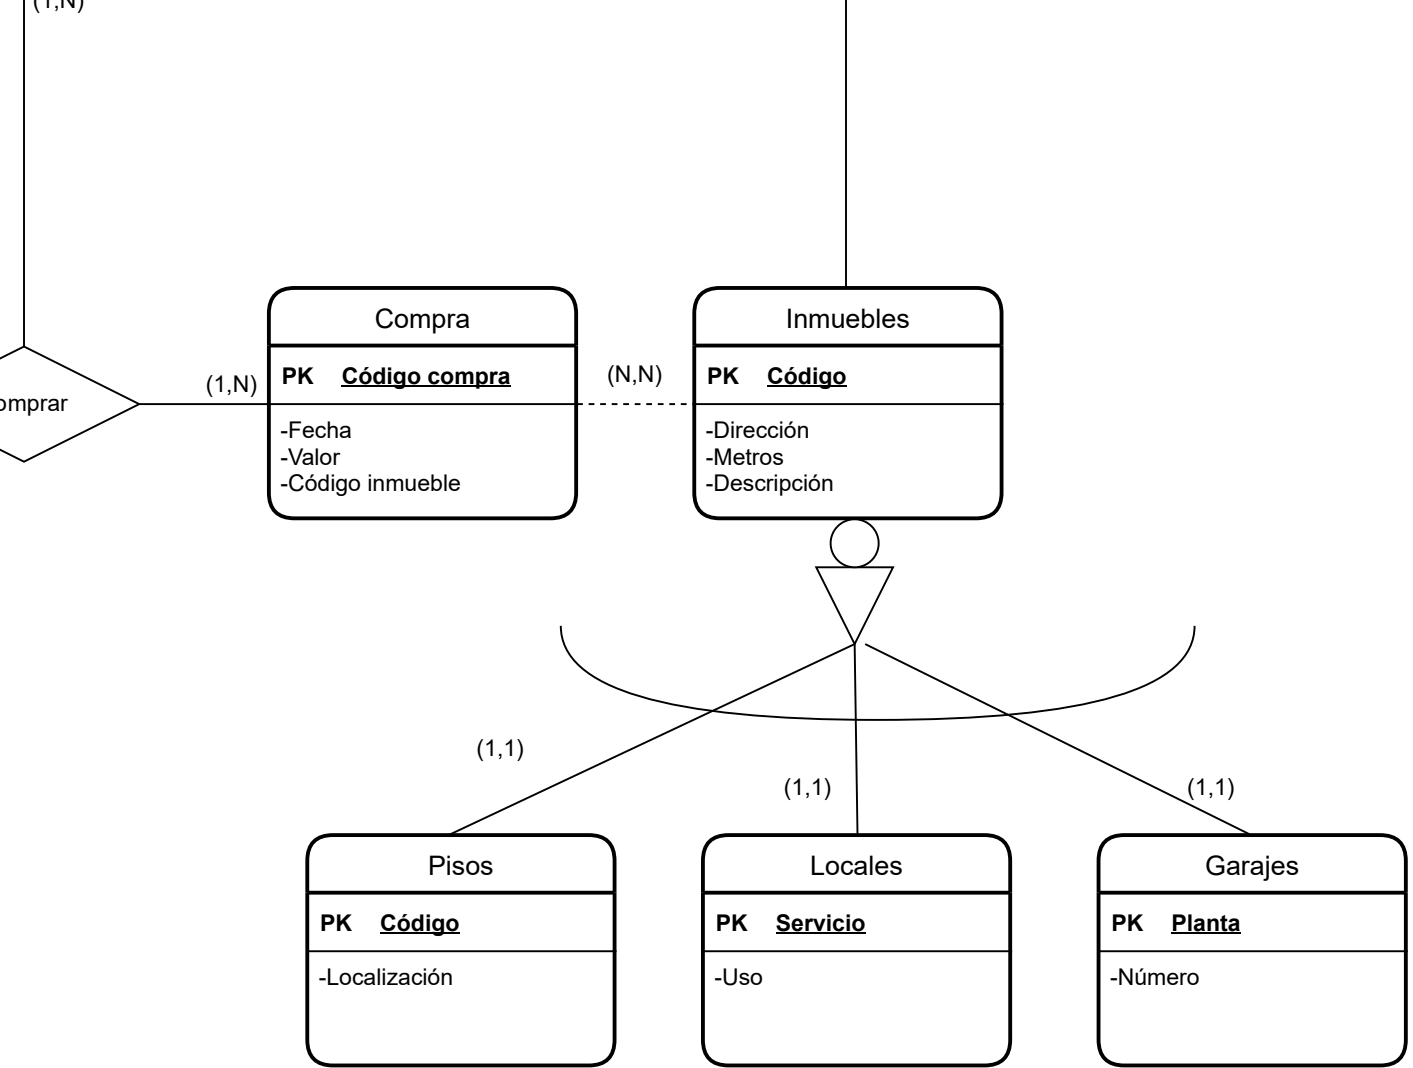 (1,N)
Compra
PK Código compra
-Fecha
-Valor
-Código inmueble
(1,N)
omprar
(N,N)
Inmuebles
PK Código
-Dirección
-Metros
-Descripción
(1,1)
(1,1)
(1,1)
Pisos
PK Código
-Localización
Locales
PK Servicio
-Uso
Garajes
PK Planta
-Número